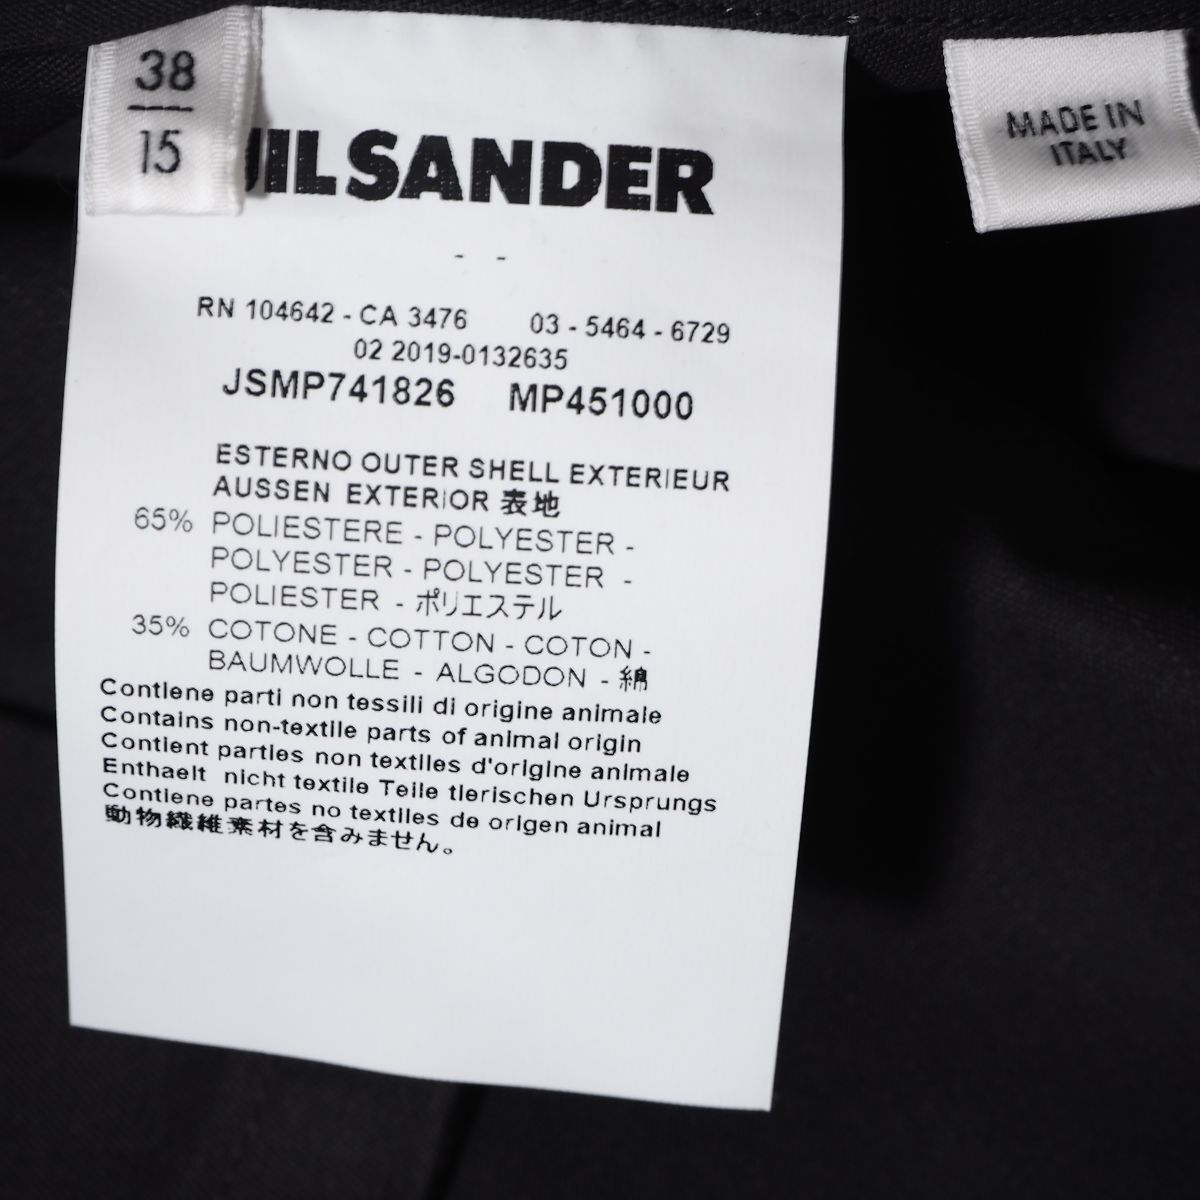 38
15
JILSANDER
MADE IN
ITALY
- -
RN 104642 - CA 3476 03 - 5464 - 6729
02 2019-0132635
JSMP741826 MP451000
ESTERNO OUTER SHELL EXTERIEUR
AUSSEN EXTERIOR 表地
65% POLIESTERE - POLYESTER -
POLYESTER - POLYESTER -
POLIESTER - ポリエステル
35% COTONE - COTTON - COTON -
BAUMWOLLE - ALGODON - 綿
Contiene parti non tessili di origine animale
Contains non-textile parts of animal origin
Contient parties non textiles d'origine animale
Enthaelt nicht textile Teile tierischen Ursprungs
Contiene partes no textiles de origen animal
動物繊維素材を含みません。